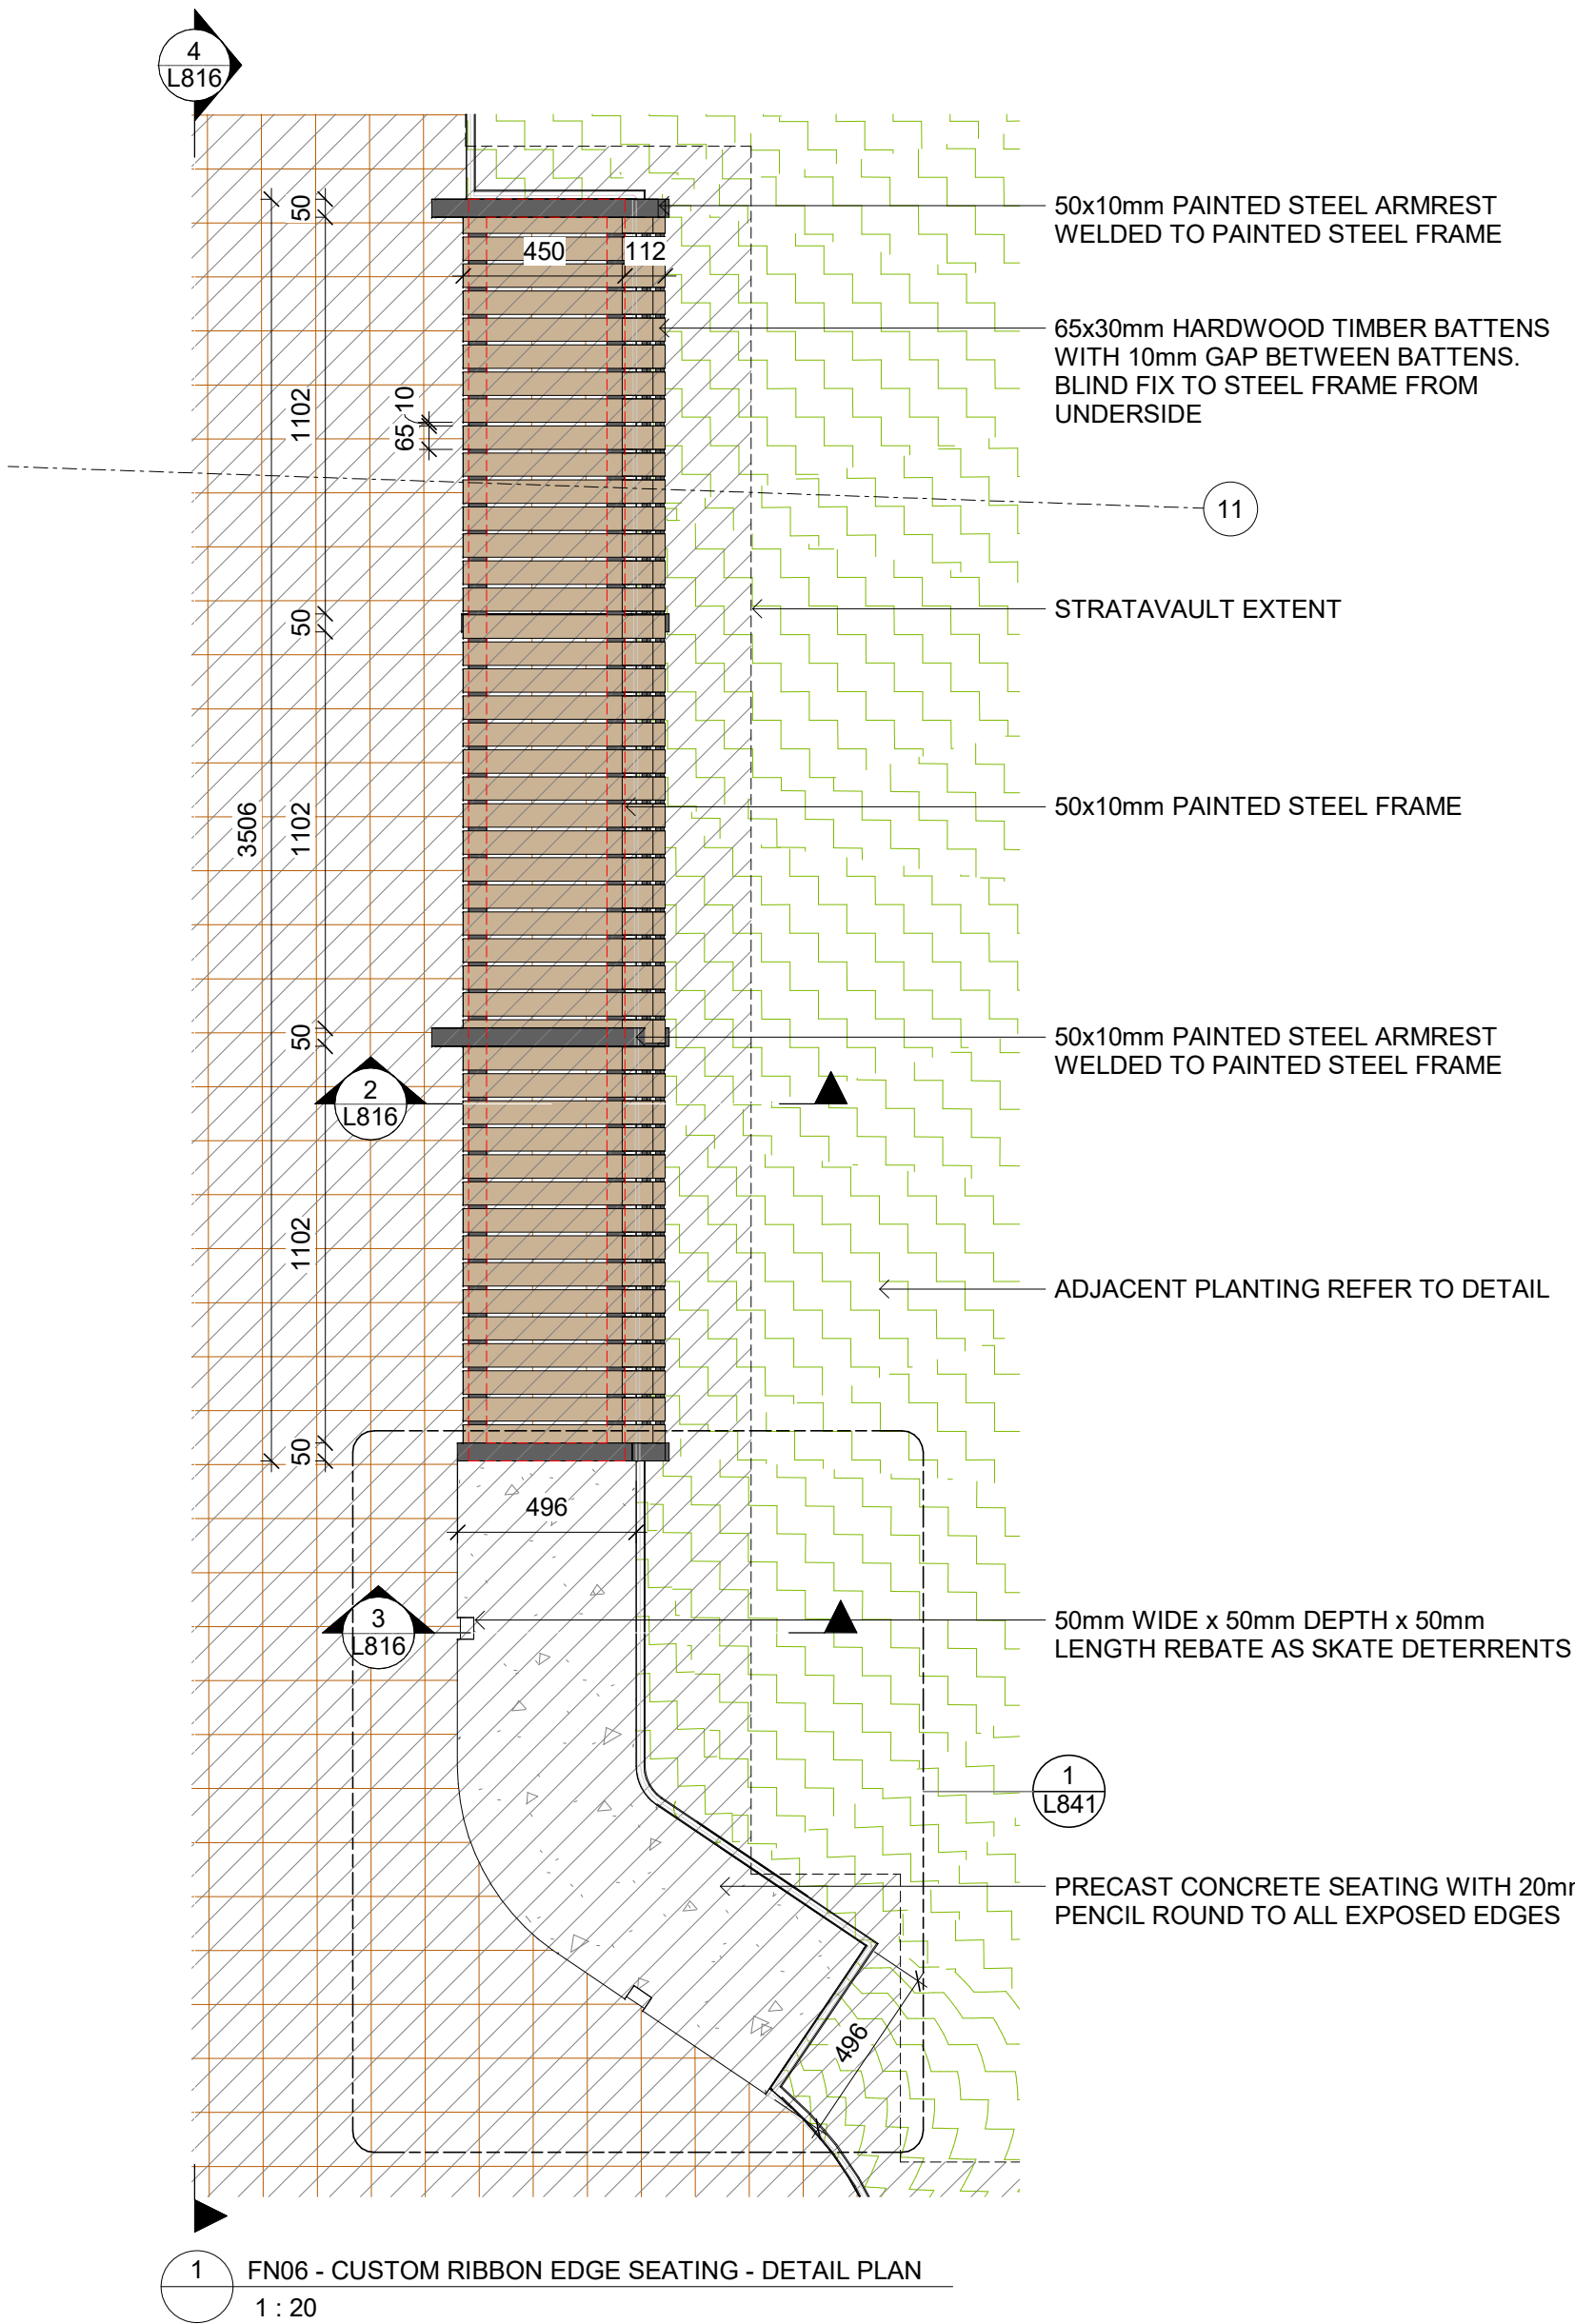 4
L816
50
450
112
50x10mm PAINTED STEEL ARMREST
WELDED TO PAINTED STEEL FRAME
65x30mm HARDWOOD TIMBER BATTENS
WITH 10mm GAP BETWEEN BATTENS.
BLIND FIX TO STEEL FRAME FROM
UNDERSIDE
1102
65
10
11
50
STRATAVAULT EXTENT
3506
1102
50x10mm PAINTED STEEL FRAME
50
50x10mm PAINTED STEEL ARMREST
WELDED TO PAINTED STEEL FRAME
2
L816
1102
ADJACENT PLANTING REFER TO DETAIL
50
496
3
L816
50mm WIDE x 50mm DEPTH x 50mm
LENGTH REBATE AS SKATE DETERRENTS
1
L841
PRECAST CONCRETE SEATING WITH
PENCIL ROUND TO ALL EXPOSED EDGES
496
1
FN06 - CUSTOM RIBBON EDGE SEATING - DETAIL PLAN
1 : 20